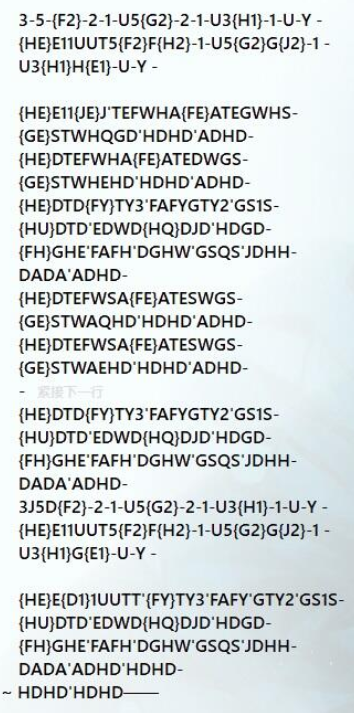 3-5-{F2}-2-1-U5{G2}-2-1-U3{H1}-1-U-Y -
{HE}E11UUT5{F2}F{H2}-1-U5{G2}G{J2}-1 -
U3{H1}H{E1}-U-Y -
{HE}E11{JE}J'TEFWHA{FE}ATEGWHS-
{GE}STWHQGD'HDHD'ADHD-
{HE}DTEFWHA{FE}ATEDWGS-
{GE}STWHEHD'HDHD'ADHD-
{HE}DTD{FY}TY3'FAFYGTY2'GS1S-
{HU}DTD'EDWD{HQ}DJD'HDGD-
{FH}GHE'FAFH'DGHW'GSQS'JDHH-
DADA'ADHD-
{HE}DTEFWSA{FE}ATESWGS-
{GE}STWAQHD'HDHD'ADHD-
{HE}DTEFWSA{FE}ATESWGS-
{GE}STWAEHD'HDHD'ADHD-
- 紧接下一行
{HE}DTD{FY}TY3'FAFYGTY2'GS1S-
{HU}DTD'EDWD{HQ}DJD'HDGD-
{FH}GHE'FAFH'DGHW'GSQS'JDHH-
DADA'ADHD-
3J5D{F2}-2-1-U5{G2}-2-1-U3{H1}-1-U-Y -
{HE}E11UUT5{F2}F{H2}-1-U5{G2}G{J2}-1 -
U3{H1}G{E1}-U-Y -
{HE}E{D1}1UUTT'{FY}TY3'FAFY'GTY2'GS1S-
{HU}DTD'EDWD{HQ}DJD'HDGD-
{FH}GHE'FAFH'DGHW'GSQS'JDHH-
DADA'ADHD'HDHD-
~ HDHD'HDHD——